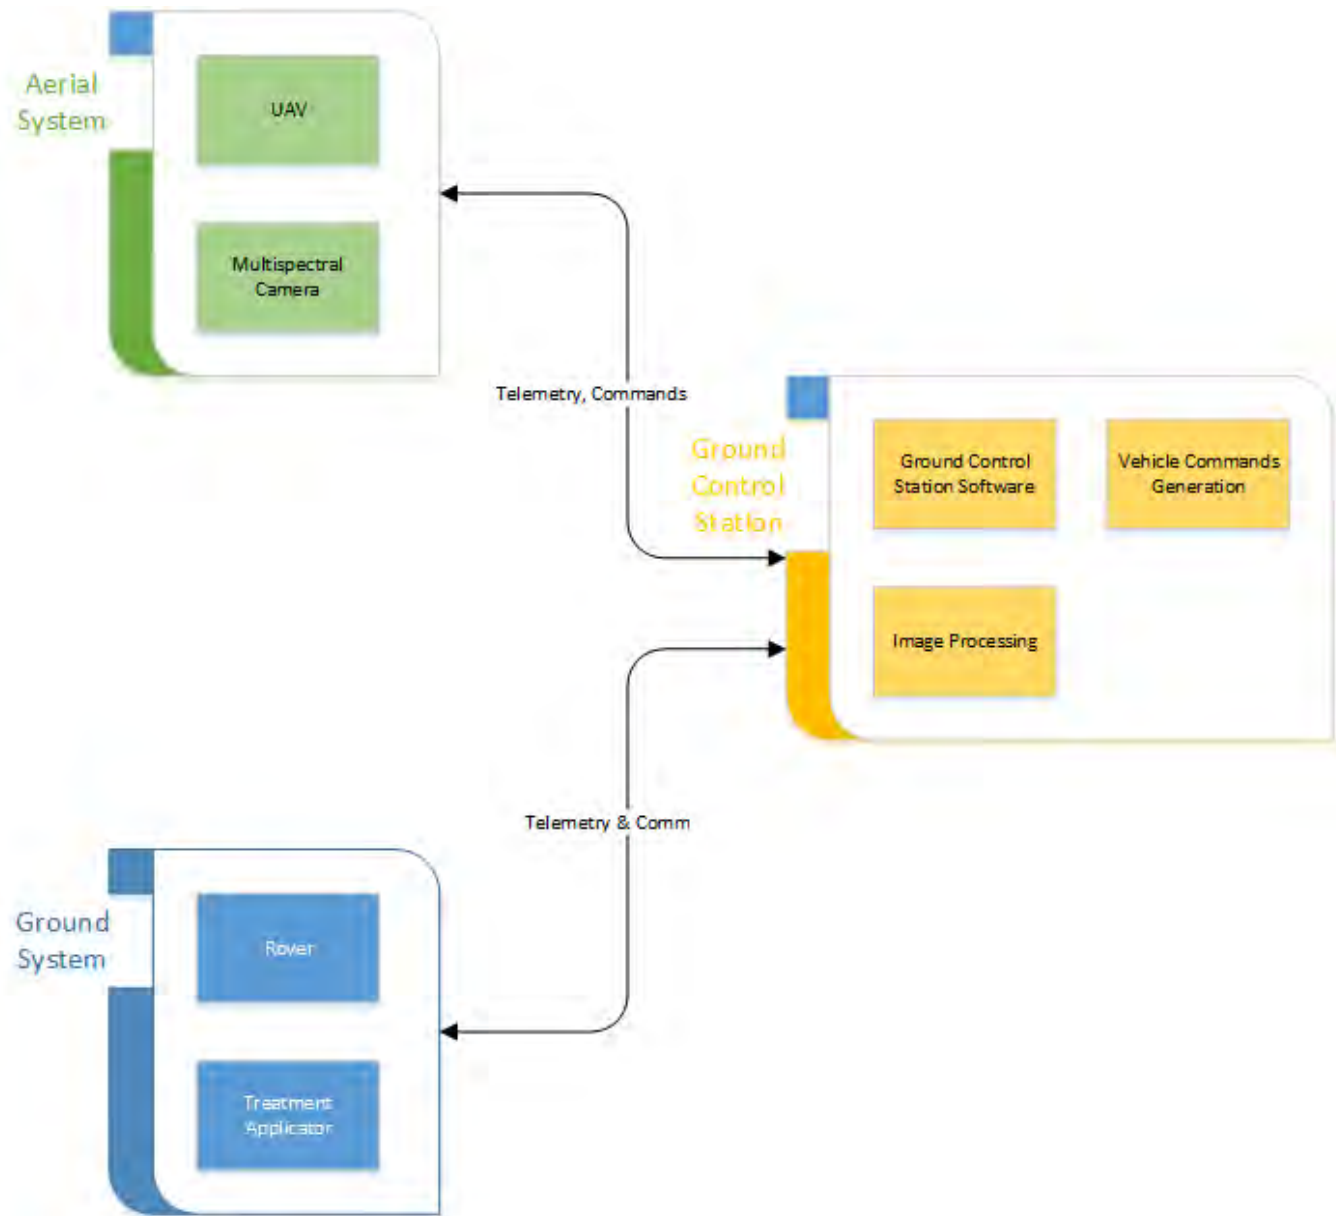 Aerial
System
UAV
Multispectral
Camera
Telemetry, Commands
Ground
Control
Station
Ground Control
Station Software
Vehicle Commands
Generation
Image Processing
Telemetry & Comm
Ground
System
Rover
Treatment
Applicator